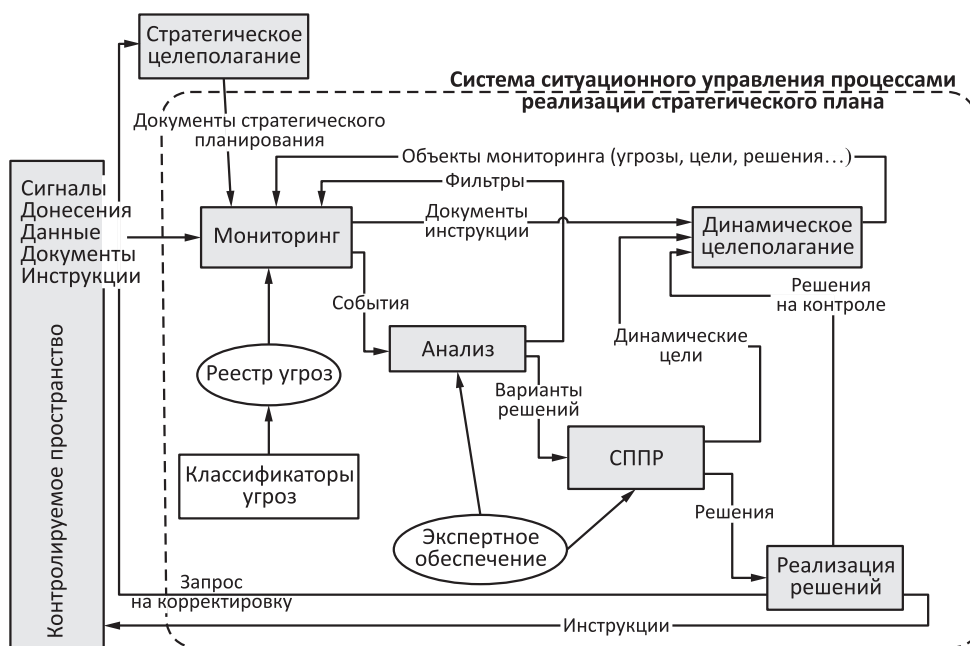 Стратегическое
целеполагание
Система ситуационного управления процессами
реализации стратегического плана
Документы стратегического
планирования
Объекты мониторинга (угрозы, цели, решения...)
Фильтры
Сигналы
Донесения
Данные
Документы
Инструкции
Мониторинг
Документы
инструкции
Динамическое
целеполагание
События
Решения
на контроле
Динамические
цели
Анализ
Реестр угроз
Варианты
решений
Контролируемое пространство
Классификаторы
угроз
СППР
Решения
Экспертное
обеспечение
Реализация
решений
Запрос
на корректировку
Инструкции